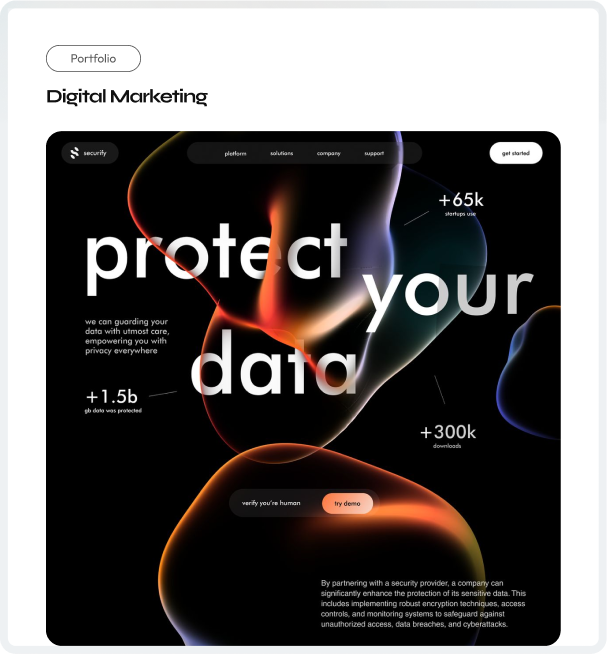 Portfolio
Digital Marketing
securify
platform solutions company support
get started
+65k
startups use
protect
your
we can guarding your
data with utmost care,
empowering you with
privacy everywhere
data
+1.5b
gb data was protected
+300k
downloads
verify you're human
try demo
By partnering with a security provider, a company can
significantly enhance the protection of its sensitive data. This
includes implementing robust encryption techniques, access
controls, and monitoring systems to safeguard against
unauthorized access, data breaches, and cyberattacks.